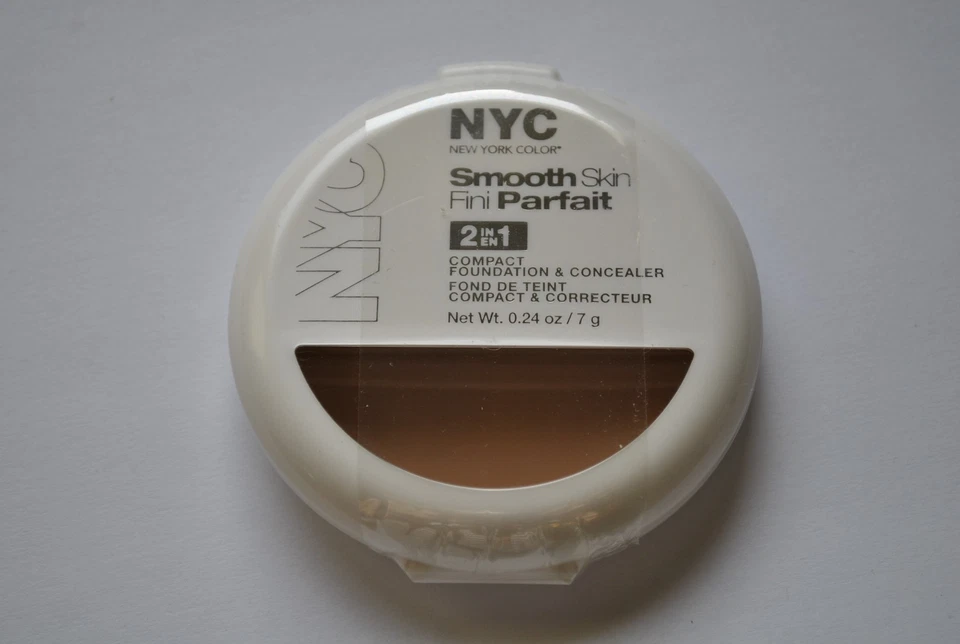 NYC
NEW YORK COLOR™
Smooth Skin
Fini Parfait
2 IN EN 1
COMPACT
FOUNDATION & CONCEALER
FOND DE TEINT
COMPACT & CORRECTEUR
Net Wt. 0.24 oz / 7 g
NYC